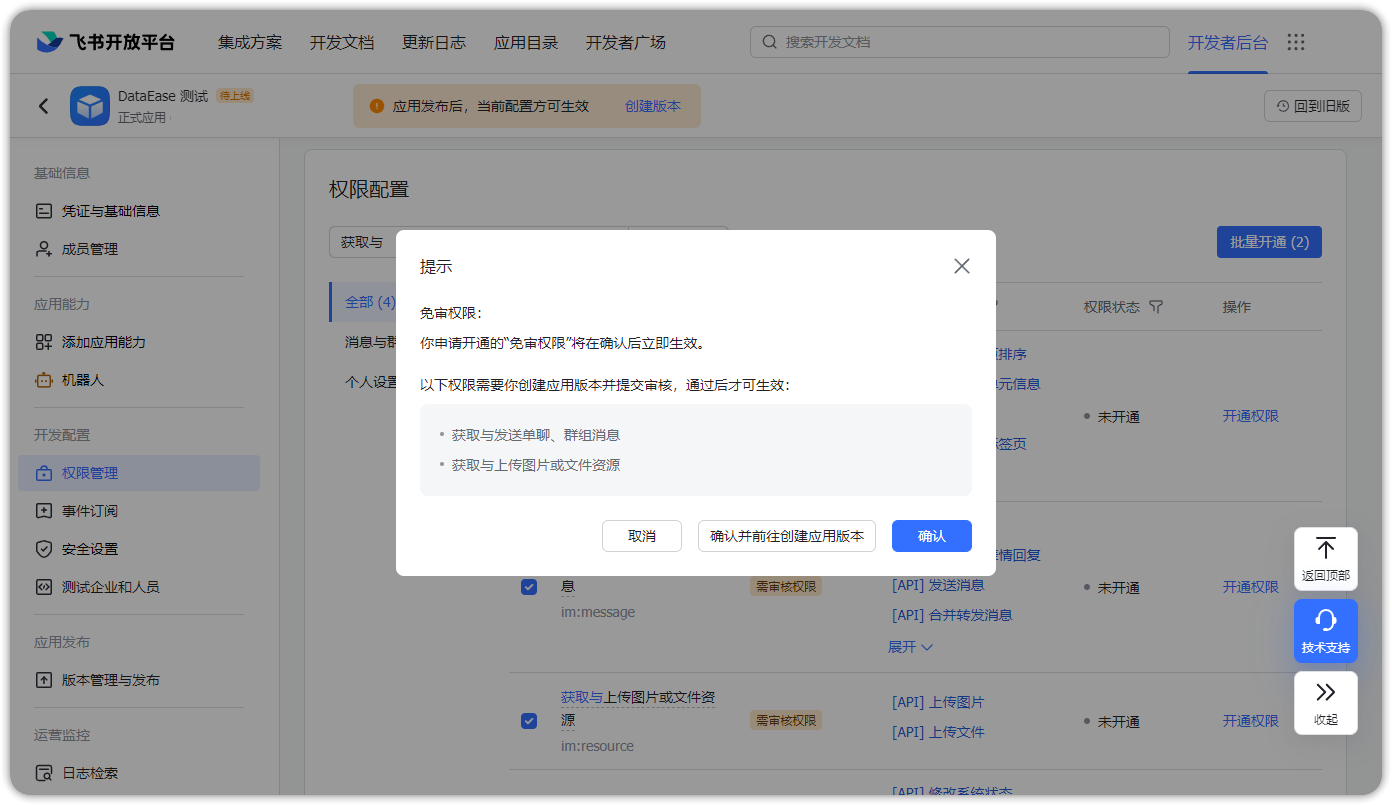 飞书开放平台
集成方案
开发文档
更新日志
应用目录
开发者广场
搜索开发文档
开发者后台
DataEase 测试
待上线
正式应用
应用发布后，当前配置方可生效
创建版本
回到旧版
基础信息
凭证与基础信息
成员管理
应用能力
添加应用能力
机器人
开发配置
权限管理
事件订阅
安全设置
测试企业和人员
应用发布
版本管理与发布
运营监控
日志检索
权限配置
获取与
批量开通 (2)
全部 (4)
消息与群
个人设置
权限状态
操作
排序
元信息
签页
未开通
开通权限
提示
免审权限：
你申请开通的“免审权限”将在确认后立即生效。
以下权限需要你创建应用版本并提交审核，通过后才可生效：
• 获取与发送单聊、群组消息
• 获取与上传图片或文件资源
取消
确认并前往创建应用版本
确认
情回复
息
im:message
需审核权限
[API] 发送消息
[API] 合并转发消息
展开
未开通
开通权限
获取与上传图片或文件资
源
im:resource
需审核权限
[API] 上传图片
[API] 上传文件
未开通
开通权限
[API] 修改系统状态
返回顶部
技术支持
收起